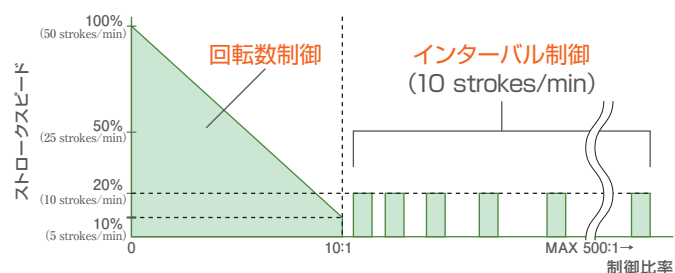 100%
(50 strokes/min)
回転数制御
インターバル制御
(10 strokes/min)
ストロークスピード
50%
(25 strokes/min)
20%
(10 strokes/min)
10%
(5 strokes/min)
0
10:1
MAX 500:1→
制御比率